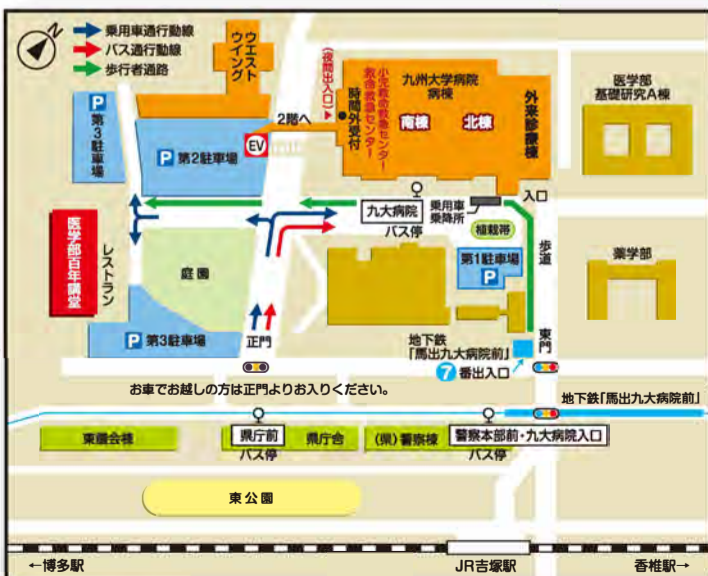 乗用車通行動線
バス通行動線
歩行者通路
ウエスト
ウイング
(夜間出入口)
時間外受付
小児救命救急センター
救命救急センター
九州大学病院
病棟
南棟
北棟
外来診療棟
医学部
基礎研究A棟
P
第3駐車場
P 第2駐車場
2階へ
EV
入口
九大病院
バス停
乗用車
乗降所
植栽帯
歩道
医学部百年講堂
レストラン
庭園
第1駐車場
P
薬学部
P 第3駐車場
正門
地下鉄
「馬出九大病院前」
7 番出入口
東門
お車でお越しの方は正門よりお入りください。
地下鉄「馬出九大病院前」
東議会棟
県庁前
バス停
県庁舎
(県)警察棟
警察本部前・九大病院入口
バス停
東公園
←博多駅
JR吉塚駅
香椎駅→